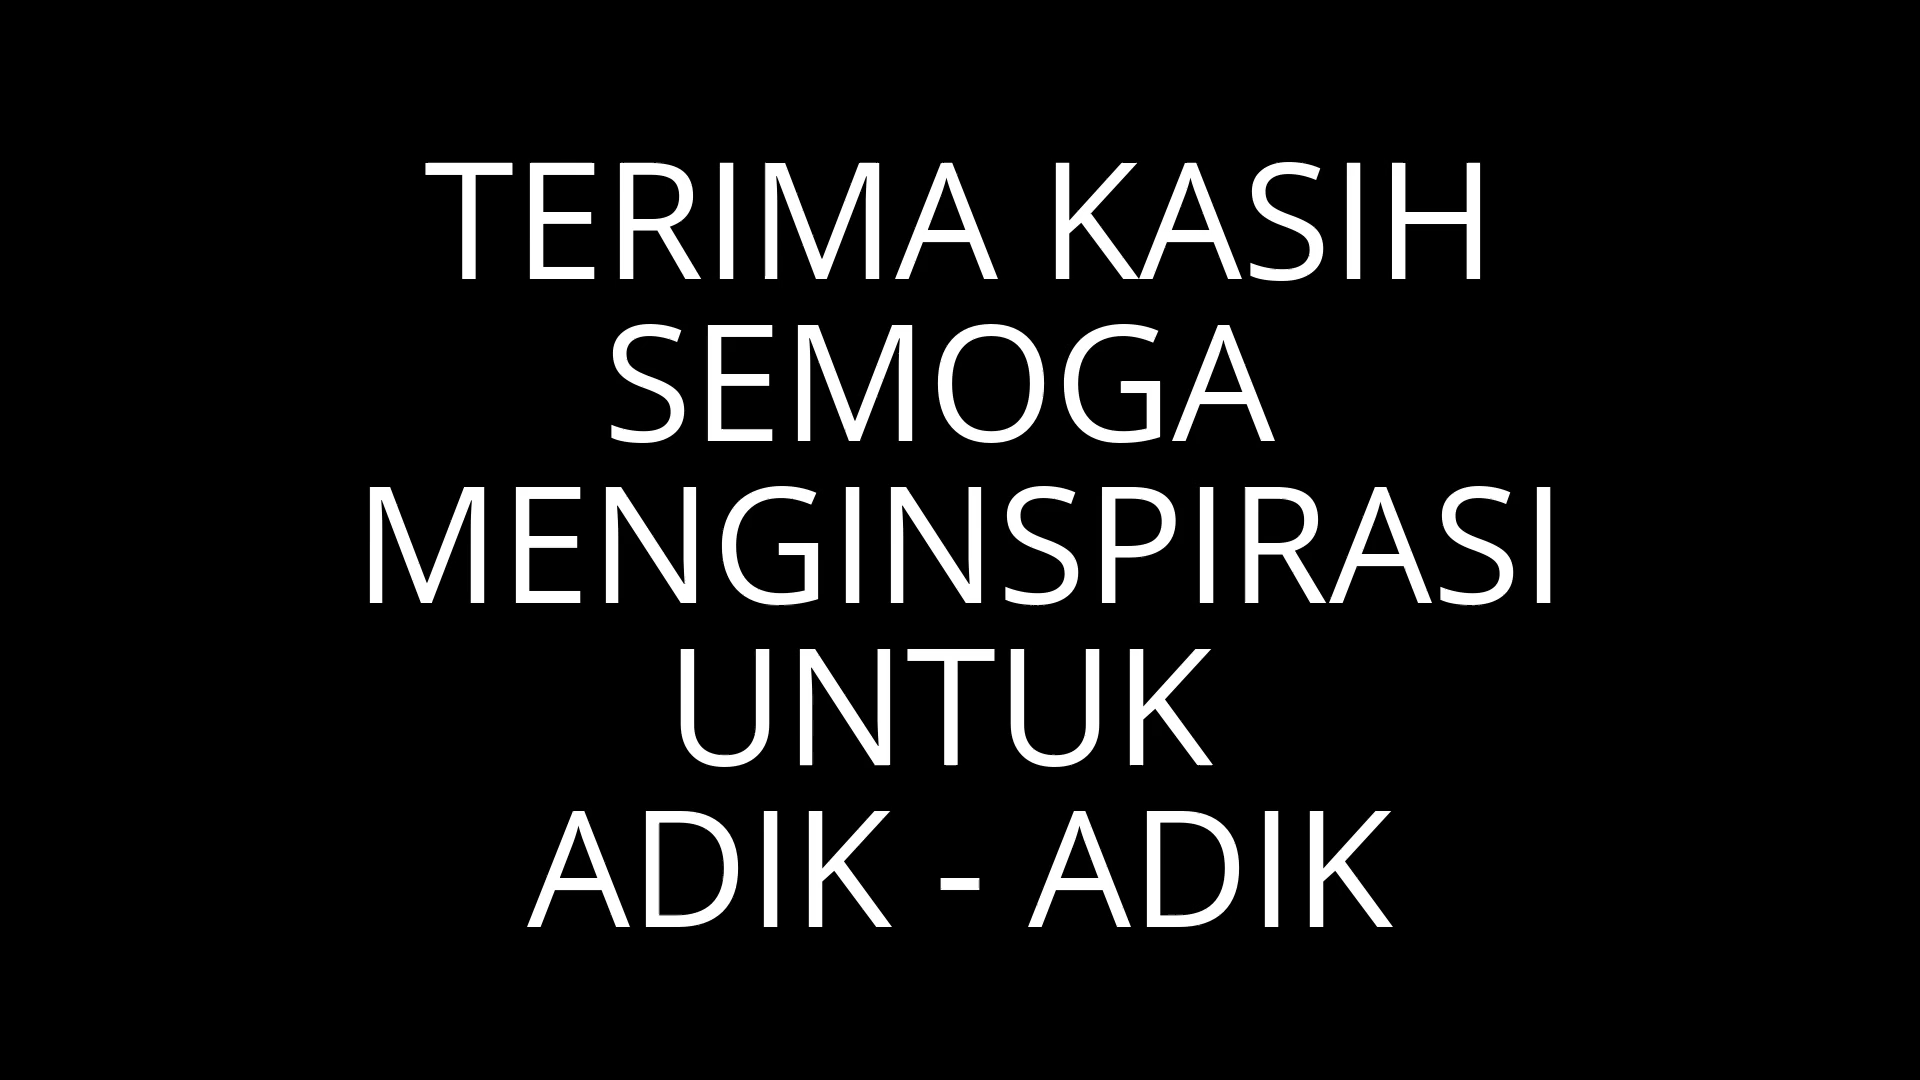 TERIMA KASIH
SEMOGA
MENGINSPIRASI
UNTUK
ADIK - ADIK